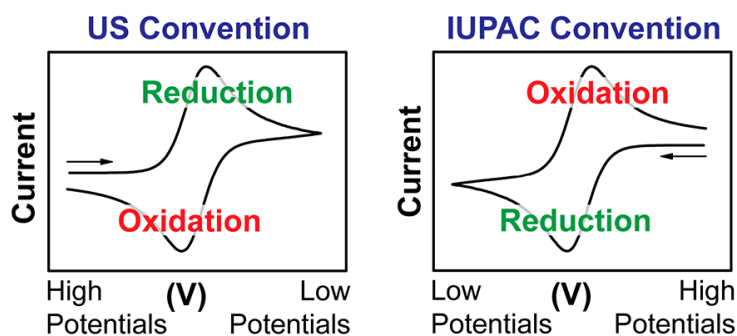 US Convention
Current
Reduction
Oxidation
High Potentials
(V)
Low Potentials
IUPAC Convention
Current
Oxidation
Reduction
Low Potentials
(V)
High Potentials